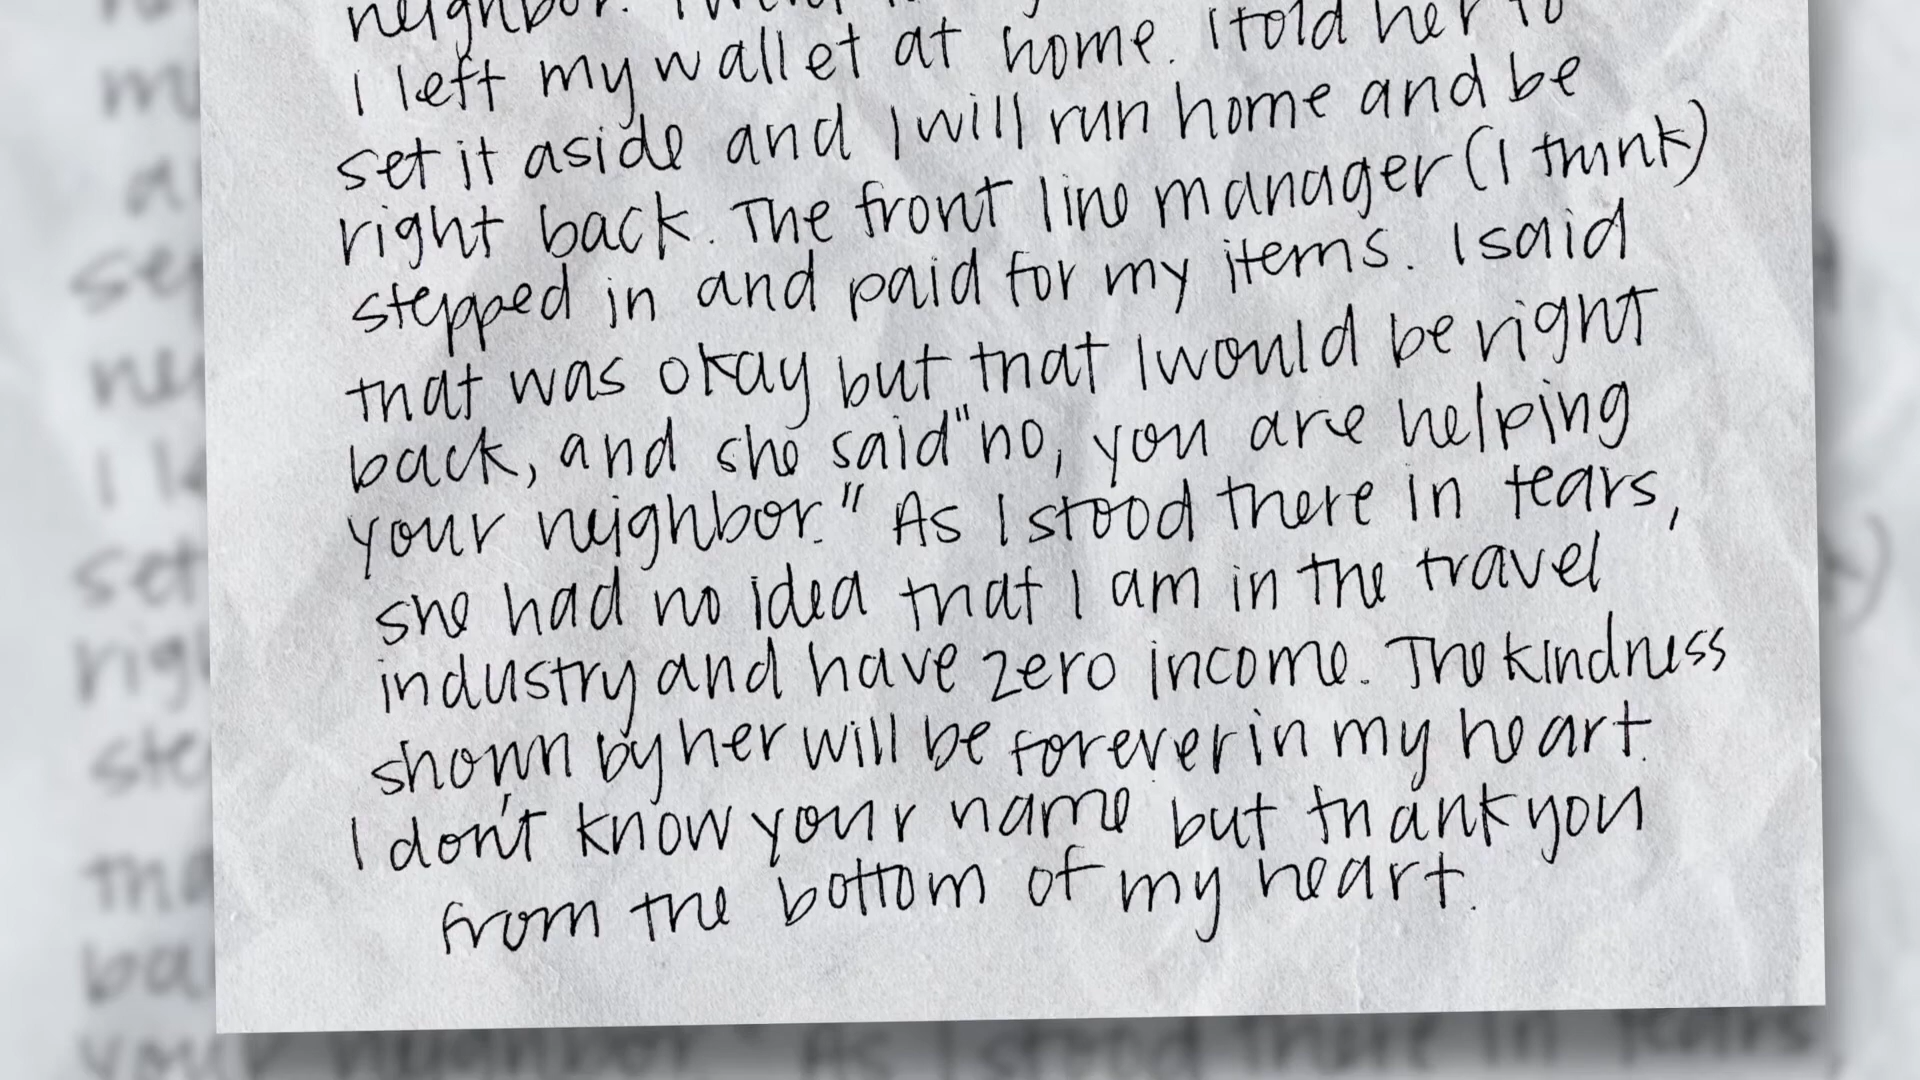 neighbor.
I left my wallet at home. I told her to
set it aside and I will run home and be
right back. The front line manager (I think)
stepped in and paid for my items. I said
that was okay but that I would be right
back, and she said "no, you are helping
your neighbor." As I stood there in tears,
she had no idea that I am in the travel
industry and have zero income. The kindness
shown by her will be forever in my heart.
I don't know your name but thank you
from the bottom of my heart.